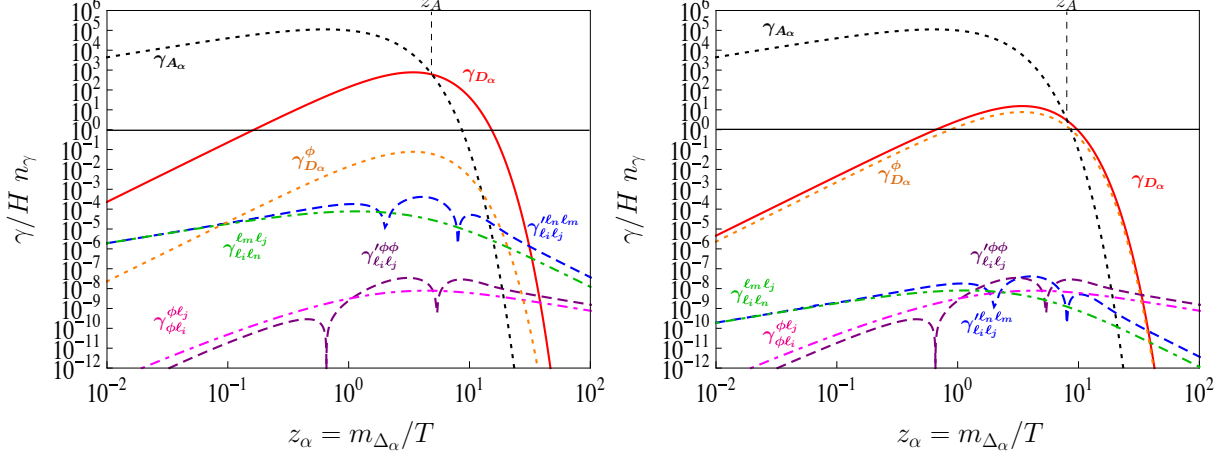 z_A
10^6
10^5
10^4
10^3
10^2
10^1
10^0
10^-1
10^-2
10^-3
10^-4
10^-5
10^-6
10^-7
10^-8
10^-9
10^-10
10^-11
10^-12
γ/H n_γ
γ_{A_α}
γ_{D_α}
γ^ϕ_{D_α}
γ^{ℓ_m ℓ_j}_{ℓ_i ℓ_n}
γ^{′ℓ_n ℓ_m}_{ℓ_i ℓ_j}
γ^{′ϕϕ}_{ℓ_i ℓ_j}
γ^{ϕℓ_j}_{ϕℓ_i}
10^-2 10^-1 10^0 10^1 10^2
z_α = m_{Δ_α}/T
z_A
10^6
10^5
10^4
10^3
10^2
10^1
10^0
10^-1
10^-2
10^-3
10^-4
10^-5
10^-6
10^-7
10^-8
10^-9
10^-10
10^-11
10^-12
γ/H n_γ
γ_{A_α}
γ^ϕ_{D_α}
γ_{D_α}
γ^{′ϕϕ}_{ℓ_i ℓ_j}
γ^{ℓ_m ℓ_j}_{ℓ_i ℓ_n}
γ^{ϕℓ_j}_{ϕℓ_i}
γ^{′ℓ_n ℓ_m}_{ℓ_i ℓ_j}
10^-2 10^-1 10^0 10^1 10^2
z_α = m_{Δ_α}/T